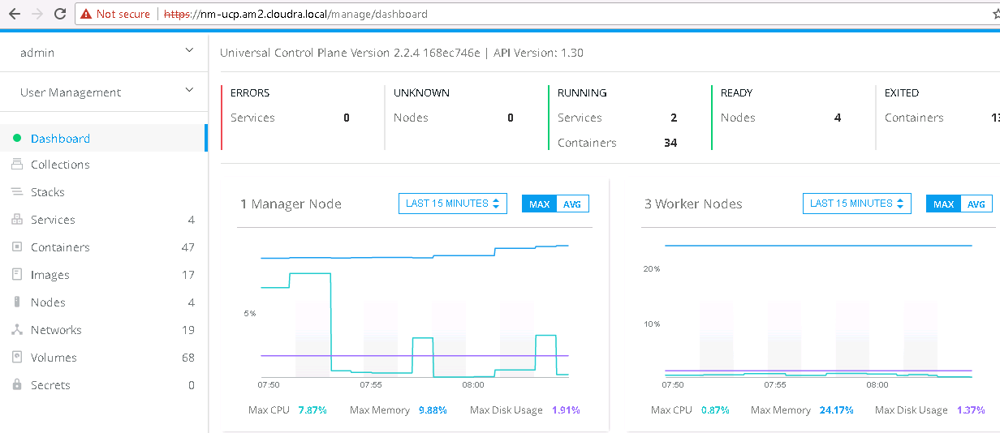 Not secure | https://nm-ucp.am2.cloudra.local/manage/dashboard
admin
User Management
Dashboard
Collections
Stacks
Services 4
Containers 47
Images 17
Nodes 4
Networks 19
Volumes 68
Secrets 0
Universal Control Plane Version 2.2.4 168ec746e | API Version: 1.30
ERRORS
Services 0
UNKNOWN
Nodes 0
RUNNING
Services 2
Containers 34
READY
Nodes 4
EXITED
Containers
1 Manager Node LAST 15 MINUTES MAX AVG
5%
07:50 07:55 08:00
Max CPU 7.87% Max Memory 9.88% Max Disk Usage 1.91%
3 Worker Nodes LAST 15 MINUTES MAX AVG
20%
10%
07:50 07:55 08:00
Max CPU 0.87% Max Memory 24.17% Max Disk Usage 1.37%